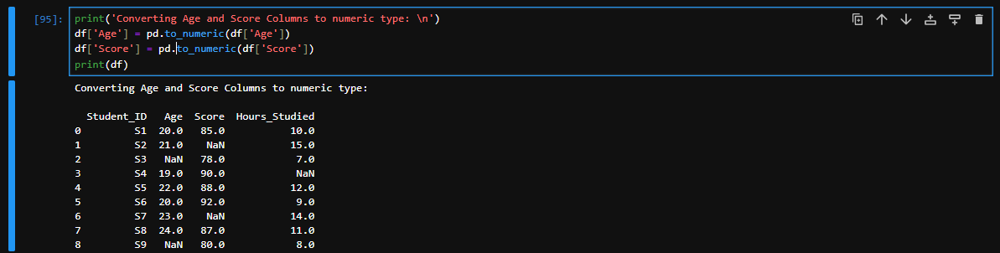 [95]: print('Converting Age and Score Columns to numeric type: \n')
df['Age'] = pd.to_numeric(df['Age'])
df['Score'] = pd.to_numeric(df['Score'])
print(df)
Converting Age and Score Columns to numeric type:
Student_ID Age Score Hours_Studied
0 S1 20.0 85.0 10.0
1 S2 21.0 NaN 15.0
2 S3 NaN 78.0 7.0
3 S4 19.0 90.0 NaN
4 S5 22.0 88.0 12.0
5 S6 20.0 92.0 9.0
6 S7 23.0 NaN 14.0
7 S8 24.0 87.0 11.0
8 S9 NaN 80.0 8.0